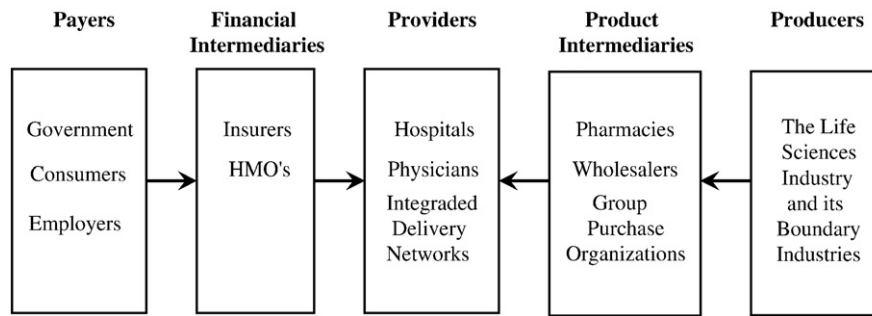 Payers
Financial
Intermediaries
Providers
Product
Intermediaries
Producers
Government
Consumers
Employers
Insurers
HMO's
Hospitals
Physicians
Integraded
Delivery
Networks
Pharmacies
Wholesalers
Group
Purchase
Organizations
The Life
Sciences
Industry
and its
Boundary
Industries